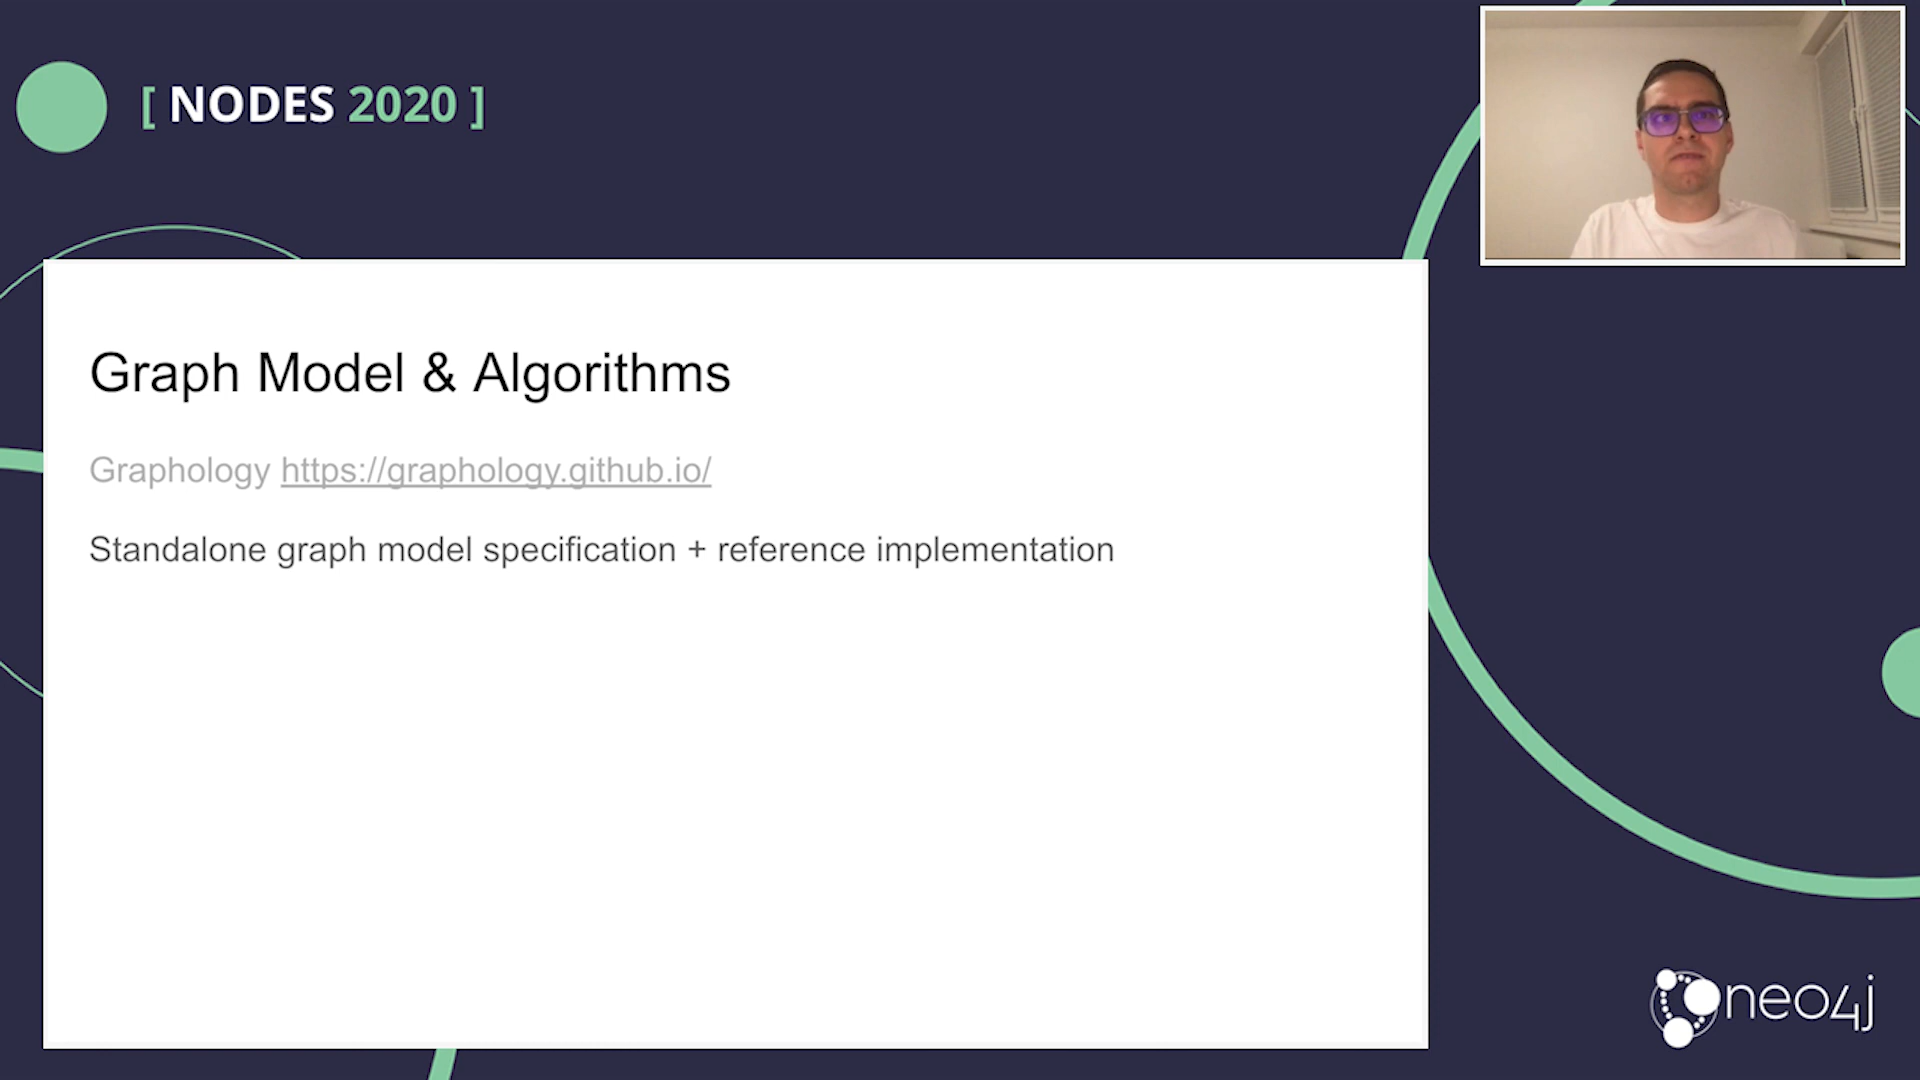 [ NODES 2020 ]
Graph Model & Algorithms
Graphology https://graphology.github.io/
Standalone graph model specification + reference implementation
neo4j